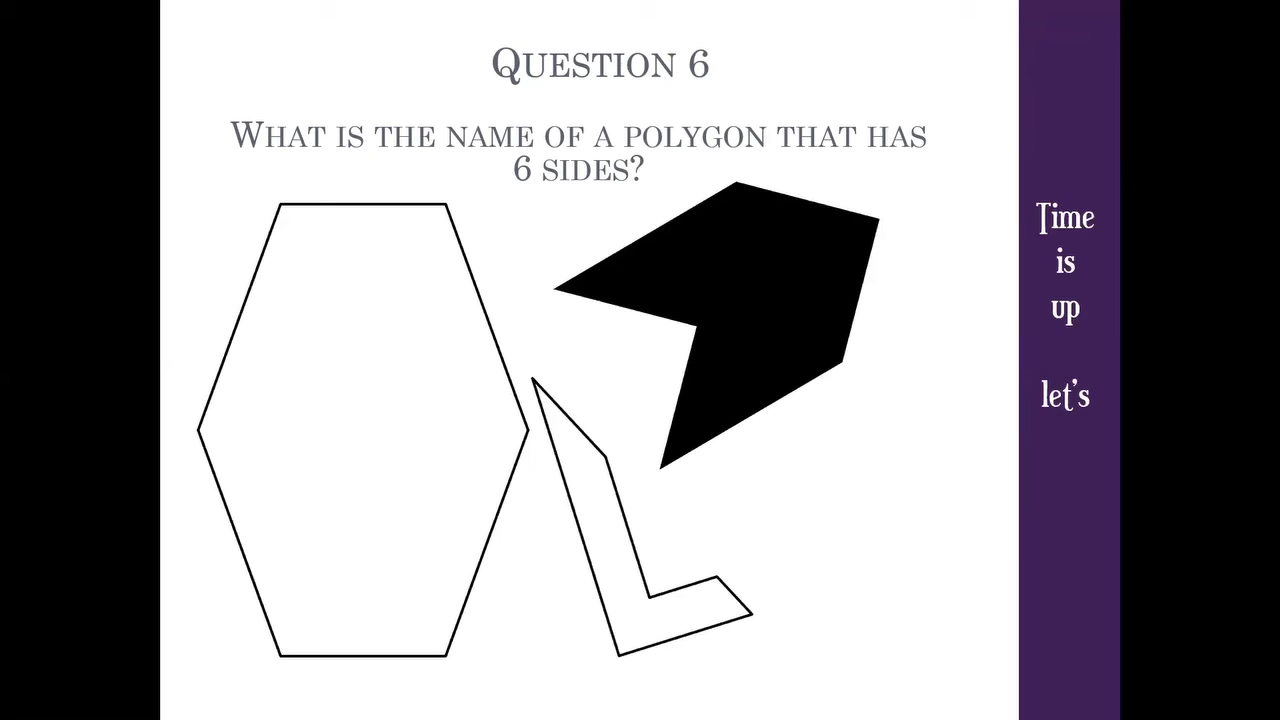 Question 6
What is the name of a polygon that has
6 sides?
Time
is
up
let's